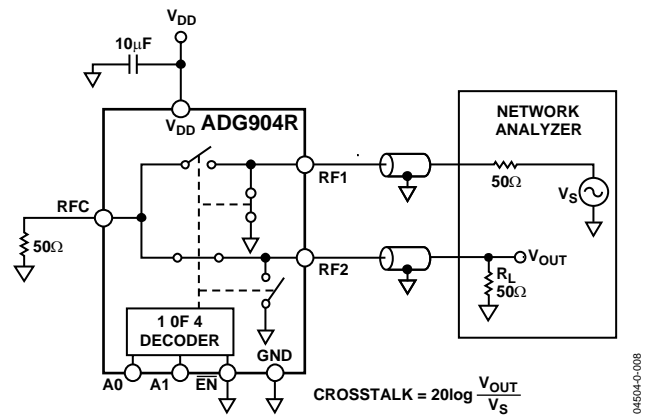 VDD
10µF
VDD
ADG904R
NETWORK
ANALYZER
RF1
50Ω
VS
RFC
50Ω
RF2
VOUT
RL
50Ω
1 0F 4
DECODER
GND
A0 A1 EN
CROSSTALK = 20log VOUT
VS
04504-0-008